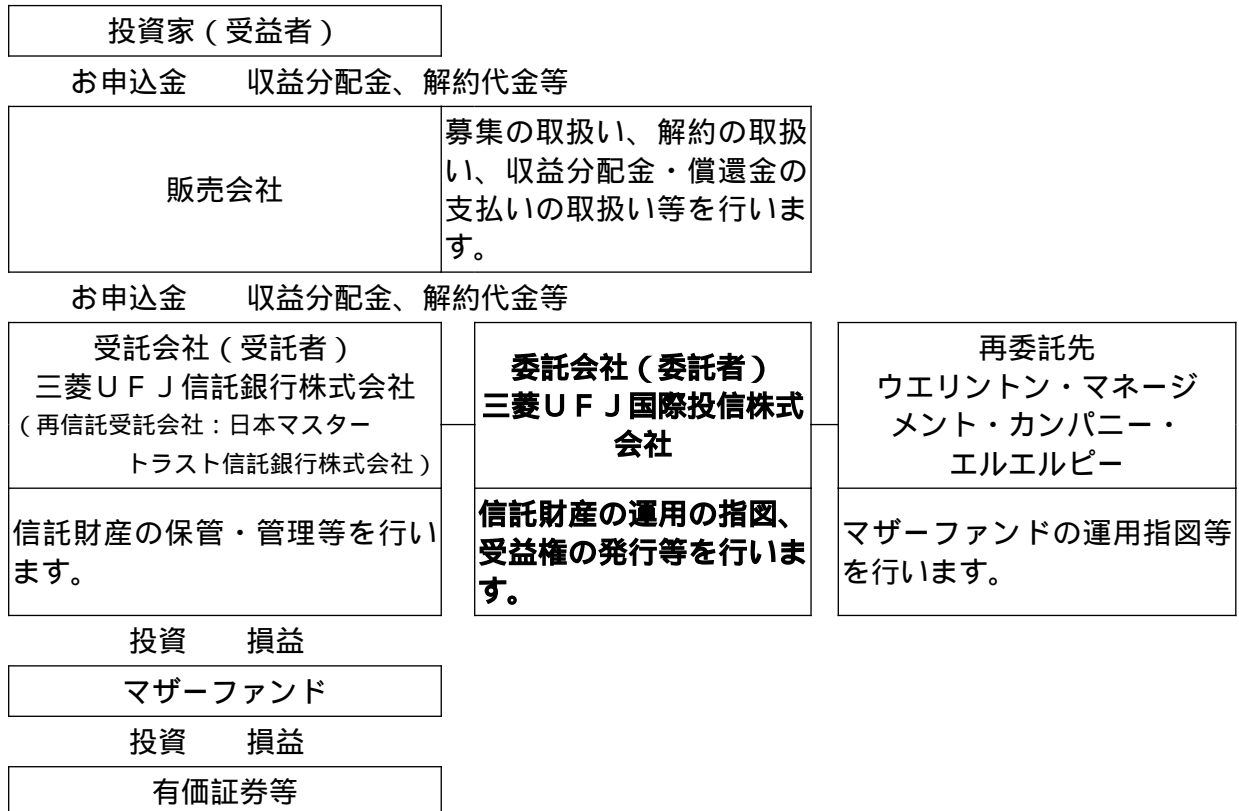 投資家（受益者）
お申込金　収益分配金、解約代金等
販売会社
募集の取扱い、解約の取扱
い、収益分配金・償還金の
支払いの取扱い等を行いま
す。
お申込金　収益分配金、解約代金等
受託会社（受託者）
三菱ＵＦＪ信託銀行株式会社
（再信託受託会社：日本マスター
トラスト信託銀行株式会社）
委託会社（委託者）
三菱ＵＦＪ国際投信株式
会社
再委託先
ウエリントン・マネージ
メント・カンパニー・
エルエルピー
信託財産の保管・管理等を行い
ます。
信託財産の運用の指図、
受益権の発行等を行いま
す。
マザーファンドの運用指図等
を行います。
投資　損益
マザーファンド
投資　損益
有価証券等